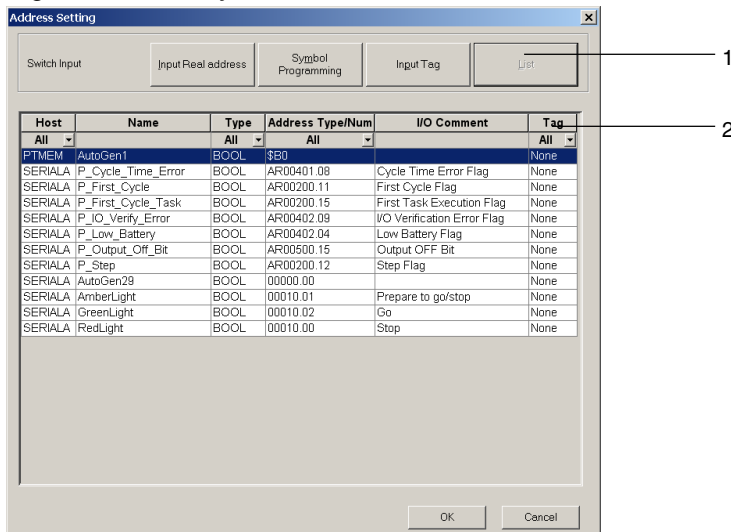 Address Setting
Switch Input
Input Real address
Symbol
Programming
Input Tag
List
1
Host Name Type Address Type/Num I/O Comment Tag
2
All All All All
PTMEM AutoGen1 BOOL $B0 None
SERIALA P_Cycle_Time_Error BOOL AR00401.08 Cycle Time Error Flag None
SERIALA P_First_Cycle BOOL AR00200.11 First Cycle Flag None
SERIALA P_First_Cycle_Task BOOL AR00200.15 First Task Execution Flag None
SERIALA P_IO_Verify_Error BOOL AR00402.09 I/O Verification Error Flag None
SERIALA P_Low_Battery BOOL AR00402.04 Low Battery Flag None
SERIALA P_Output_Off_Bit BOOL AR00500.15 Output OFF Bit None
SERIALA P_Step BOOL AR00200.12 Step Flag None
SERIALA AutoGen29 BOOL 00000.00 None
SERIALA AmberLight BOOL 00010.01 Prepare to go/stop None
SERIALA GreenLight BOOL 00010.02 Go None
SERIALA RedLight BOOL 00010.00 Stop None
OK Cancel